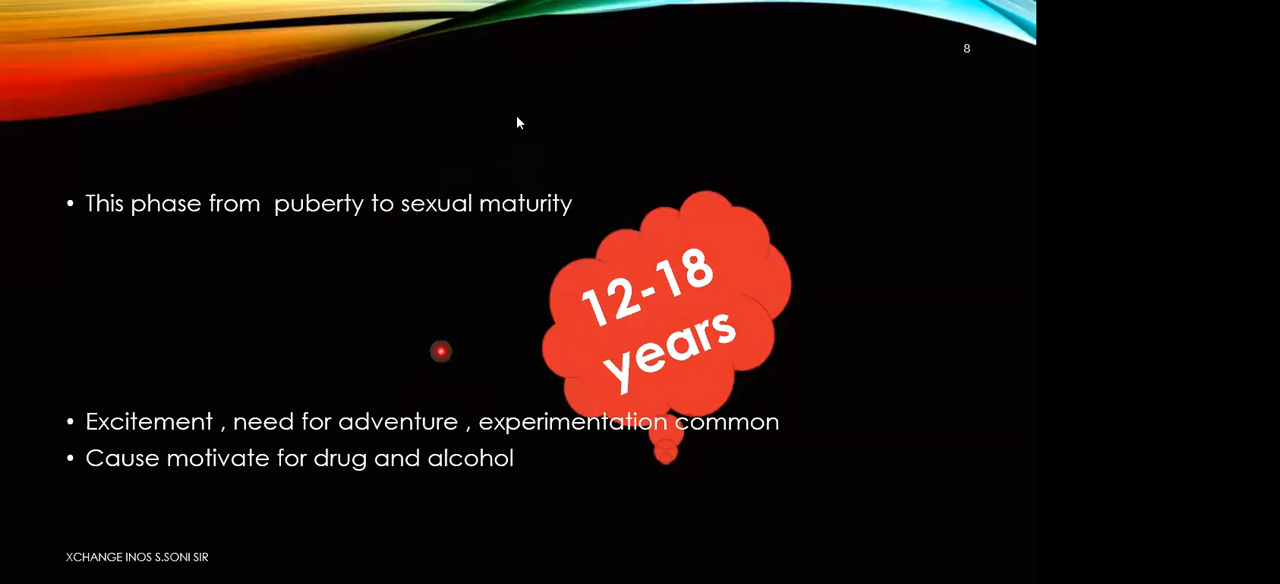 8
• This phase from  puberty to sexual maturity
12-18
years
• Excitement , need for adventure , experimentation common
• Cause motivate for drug and alcohol
XCHANGE INOS S.SONI SIR